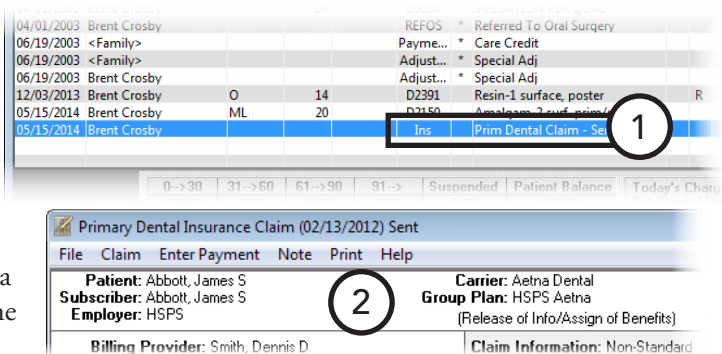 04/01/2003 Brent Crosby REFOS * Referred To Oral Surgery
06/19/2003 <Family> Payme... * Care Credit
06/19/2003 <Family> Adjust... * Special Adj
06/19/2003 Brent Crosby Adjust... * Special Adj
12/03/2013 Brent Crosby O 14 D2391 Resin-1 surface, poster R
05/15/2014 Brent Crosby ML 20 D2150 Amalgam-2 surf, prim/
05/15/2014 Brent Crosby Ins Prim Dental Claim - Sen
1
0-->30 31-->60 61-->90 91--> Suspended Patient Balance Today's Charg
Primary Dental Insurance Claim (02/13/2012) Sent
File Claim Enter Payment Note Print Help
Patient: Abbott, James S Carrier: Aetna Dental
a Subscriber: Abbott, James S 2 Group Plan: HSPS Aetna
ne Employer: HSPS (Release of Info/Assign of Benefits)
Billing Provider: Smith, Dennis D Claim Information: Non-Standard